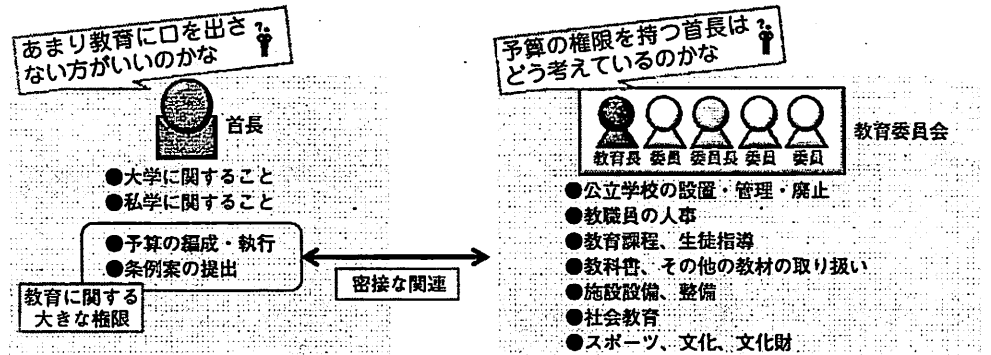 あまり教育に口を出さ
ない方がいいのかな
首長
●大学に関すること
●私学に関すること
●予算の編成・執行
●条例案の提出
教育に関する
大きな権限
密接な関連
予算の権限を持つ首長は
どう考えているのかな
教育長 委員 委員長 委員 委員
教育委員会
●公立学校の設置・管理・廃止
●教職員の人事
●教育課程、生徒指導
●教科書、その他の教材の取り扱い
●施設設備、整備
●社会教育
●スポーツ、文化、文化財